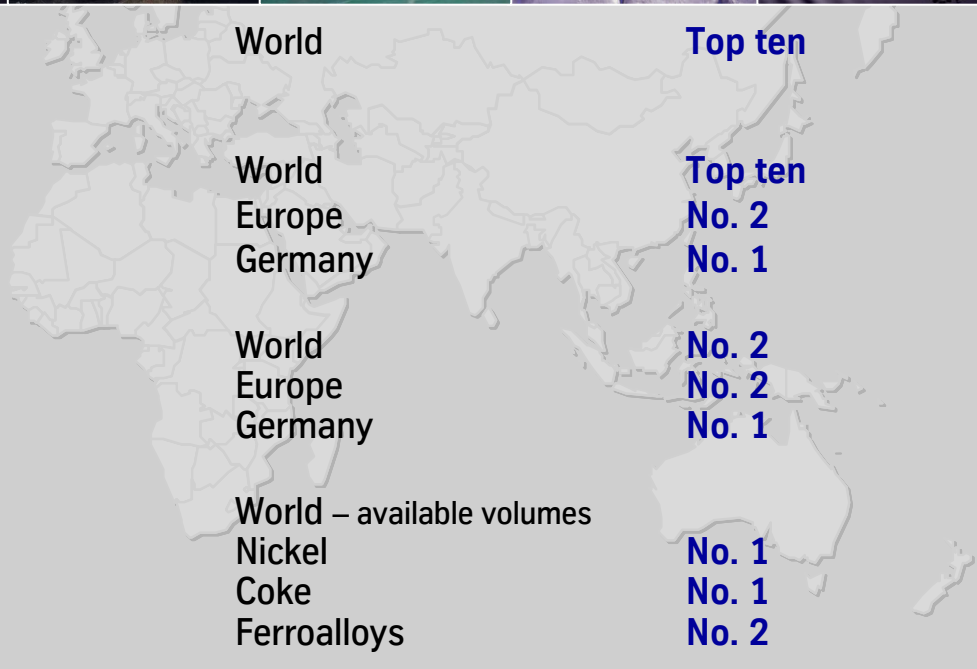 World Top ten
World Top ten
Europe No. 2
Germany No. 1
World No. 2
Europe No. 2
Germany No. 1
World – available volumes
Nickel No. 1
Coke No. 1
Ferroalloys No. 2